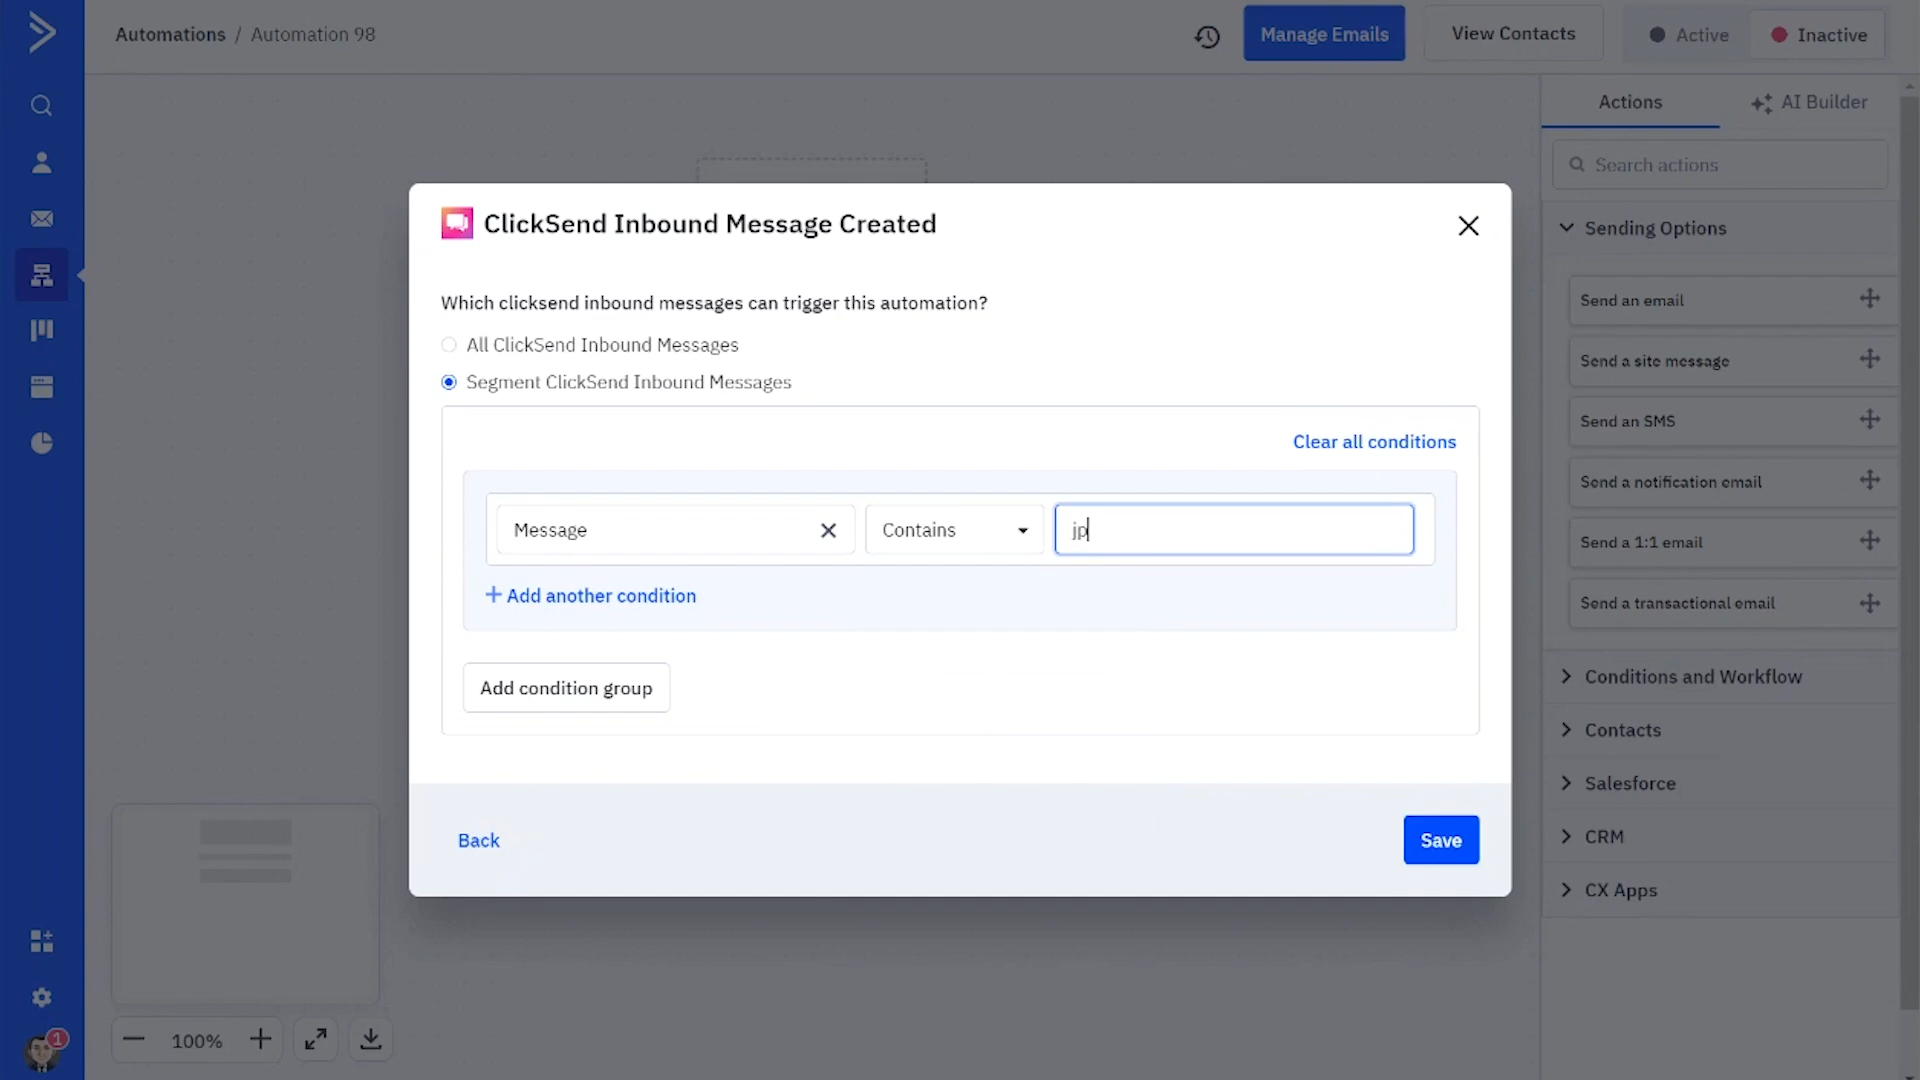 Automations / Automation 98
Manage Emails
View Contacts
Active
Inactive
Actions
AI Builder
Search actions
Sending Options
Send an email
Send a site message
Send an SMS
Send a notification email
Send a 1:1 email
Send a transactional email
Conditions and Workflow
Contacts
Salesforce
CRM
CX Apps
ClickSend Inbound Message Created
Which clicksend inbound messages can trigger this automation?
All ClickSend Inbound Messages
Segment ClickSend Inbound Messages
Clear all conditions
Message
Contains
jp
Add another condition
Add condition group
Back
Save
1
100%